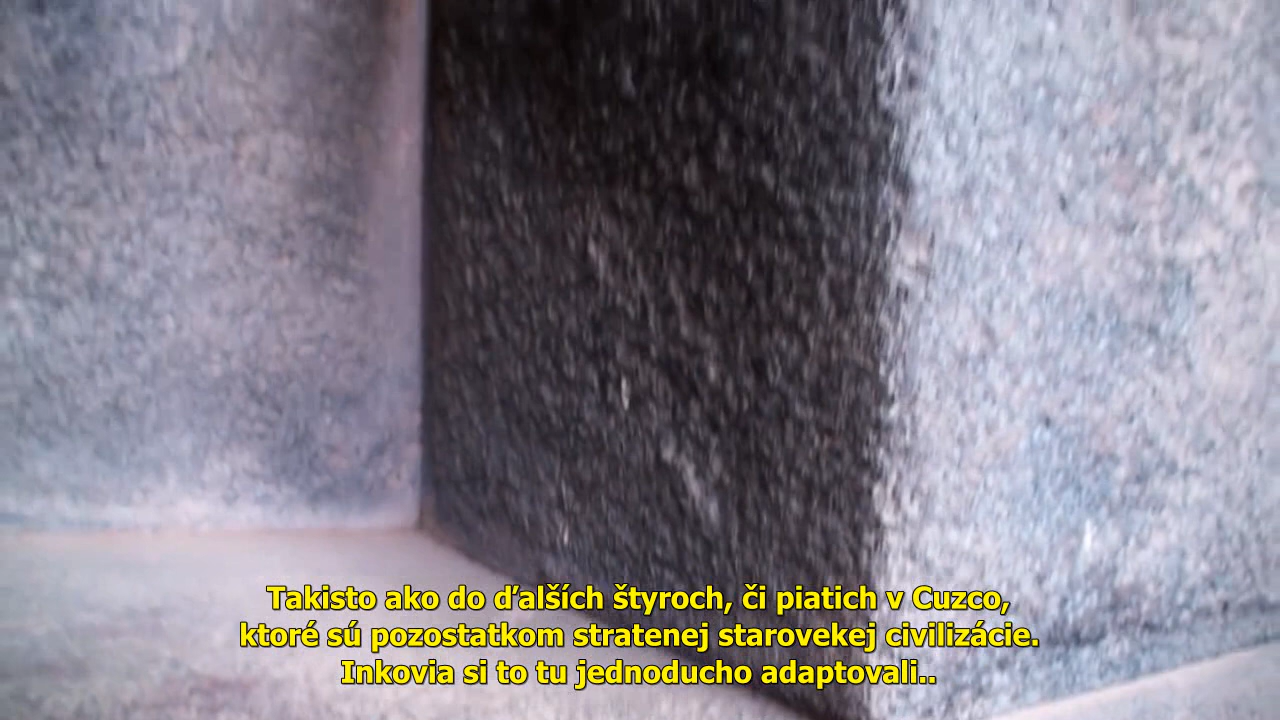 Takisto ako do ďalších štyroch, či piatich v Cuzco,
ktoré sú pozostatkom stratenej starovekej civilizácie.
Inkovia si to tu jednoducho adaptovali..